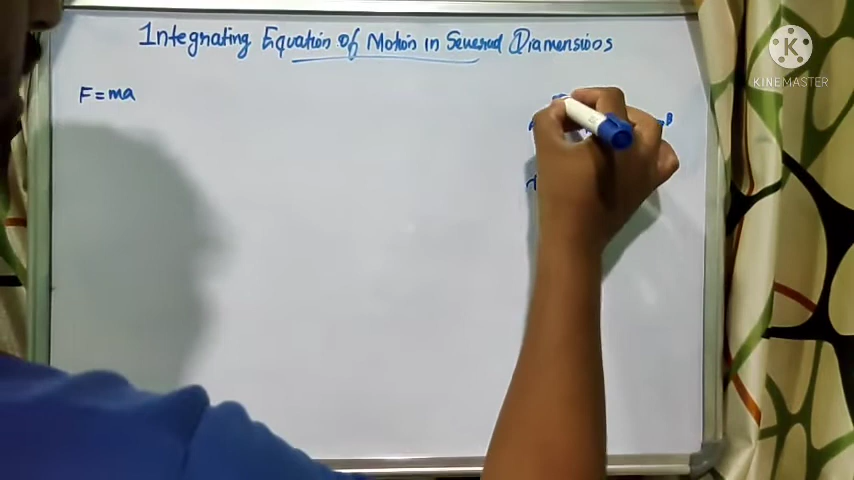 Integrating Equation of Motion in Several Diamensions
KINEMASTER
F=ma
B